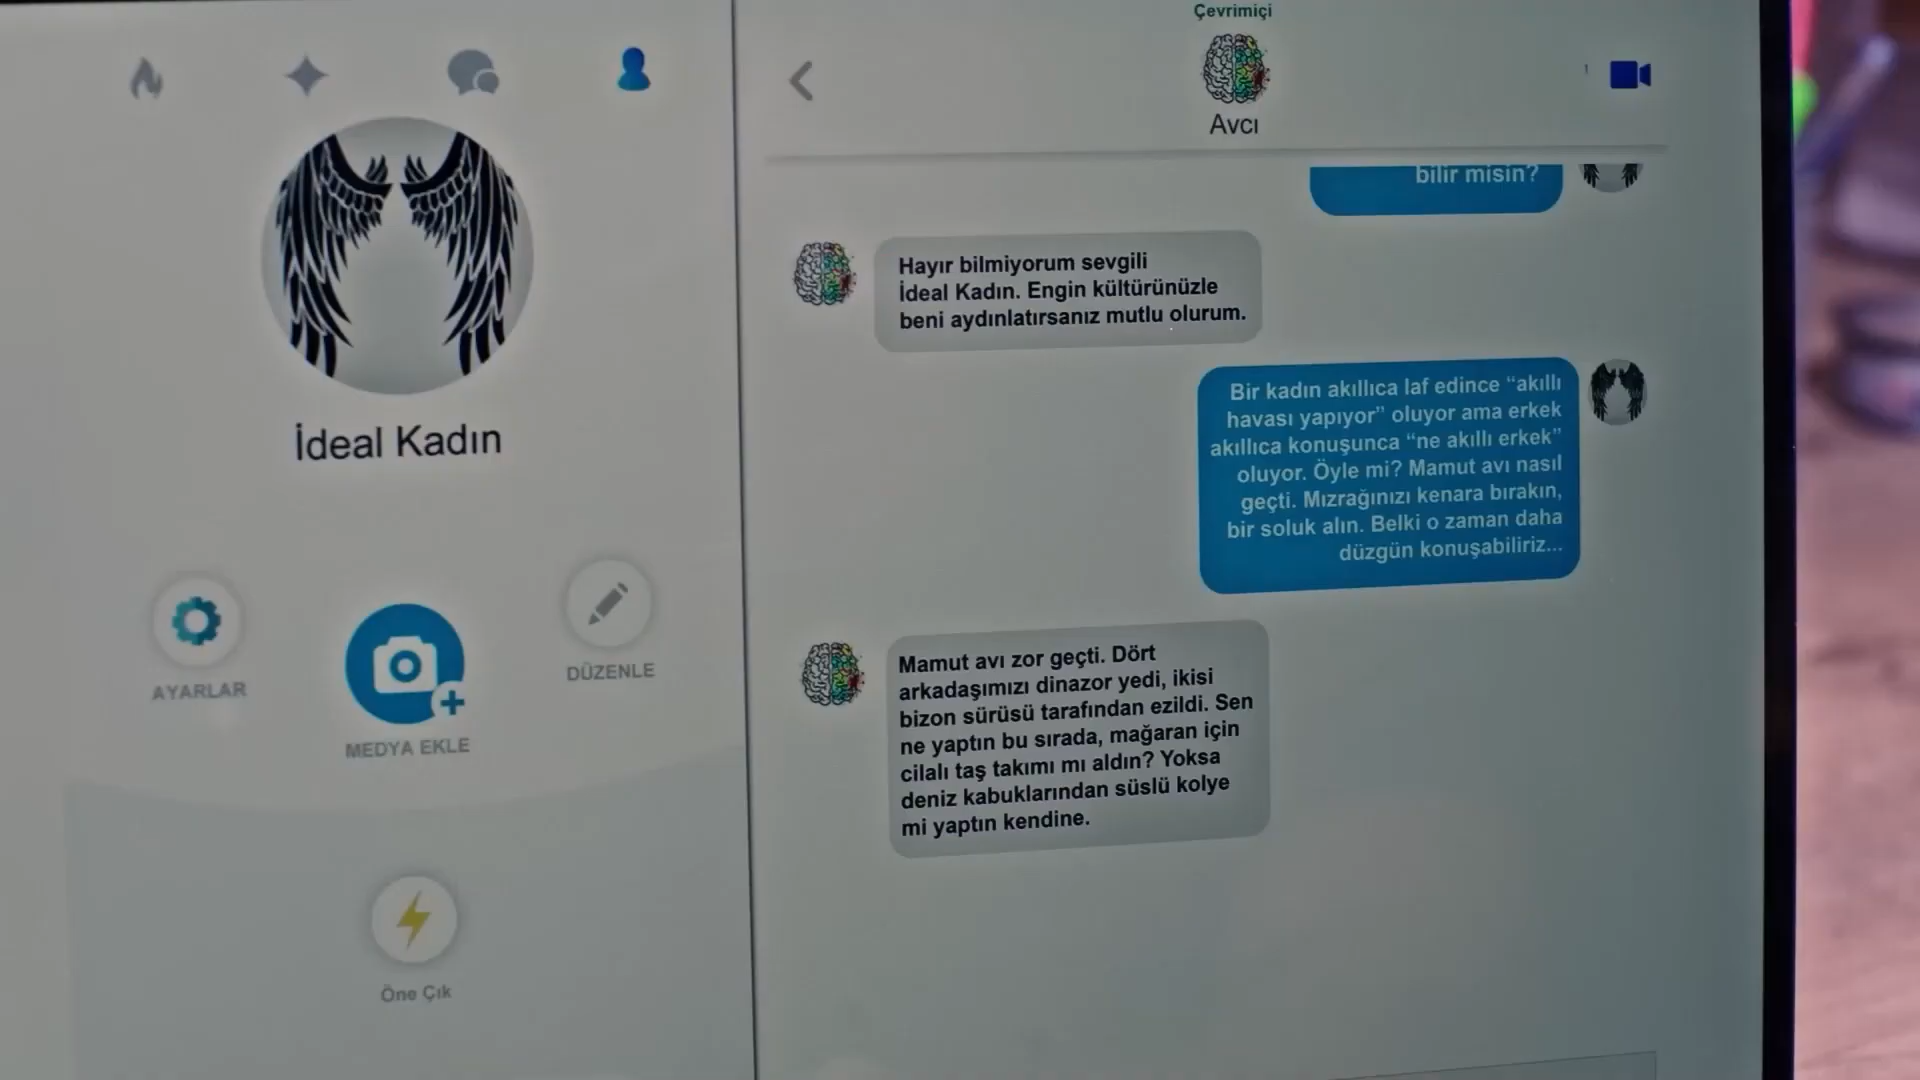 İdeal Kadın
AYARLAR
MEDYA EKLE
DÜZENLE
Öne Çık
Çevrimiçi
Avcı
bilir misin?
Hayır bilmiyorum sevgili
İdeal Kadın. Engin kültürünüzle
beni aydınlatırsanız mutlu olurum.
Bir kadın akıllıca laf edince “akıllı
havası yapıyor” oluyor ama erkek
akıllıca konuşunca “ne akıllı erkek”
oluyor. Öyle mi? Mamut avı nasıl
geçti. Mızrağınızı kenara bırakın,
bir soluk alın. Belki o zaman daha
düzgün konuşabiliriz...
Mamut avı zor geçti. Dört
arkadaşımızı dinazor yedi, ikisi
bizon sürüsü tarafından ezildi. Sen
ne yaptın bu sırada, mağaran için
cilalı taş takımı mı aldın? Yoksa
deniz kabuklarından süslü kolye
mi yaptın kendine.